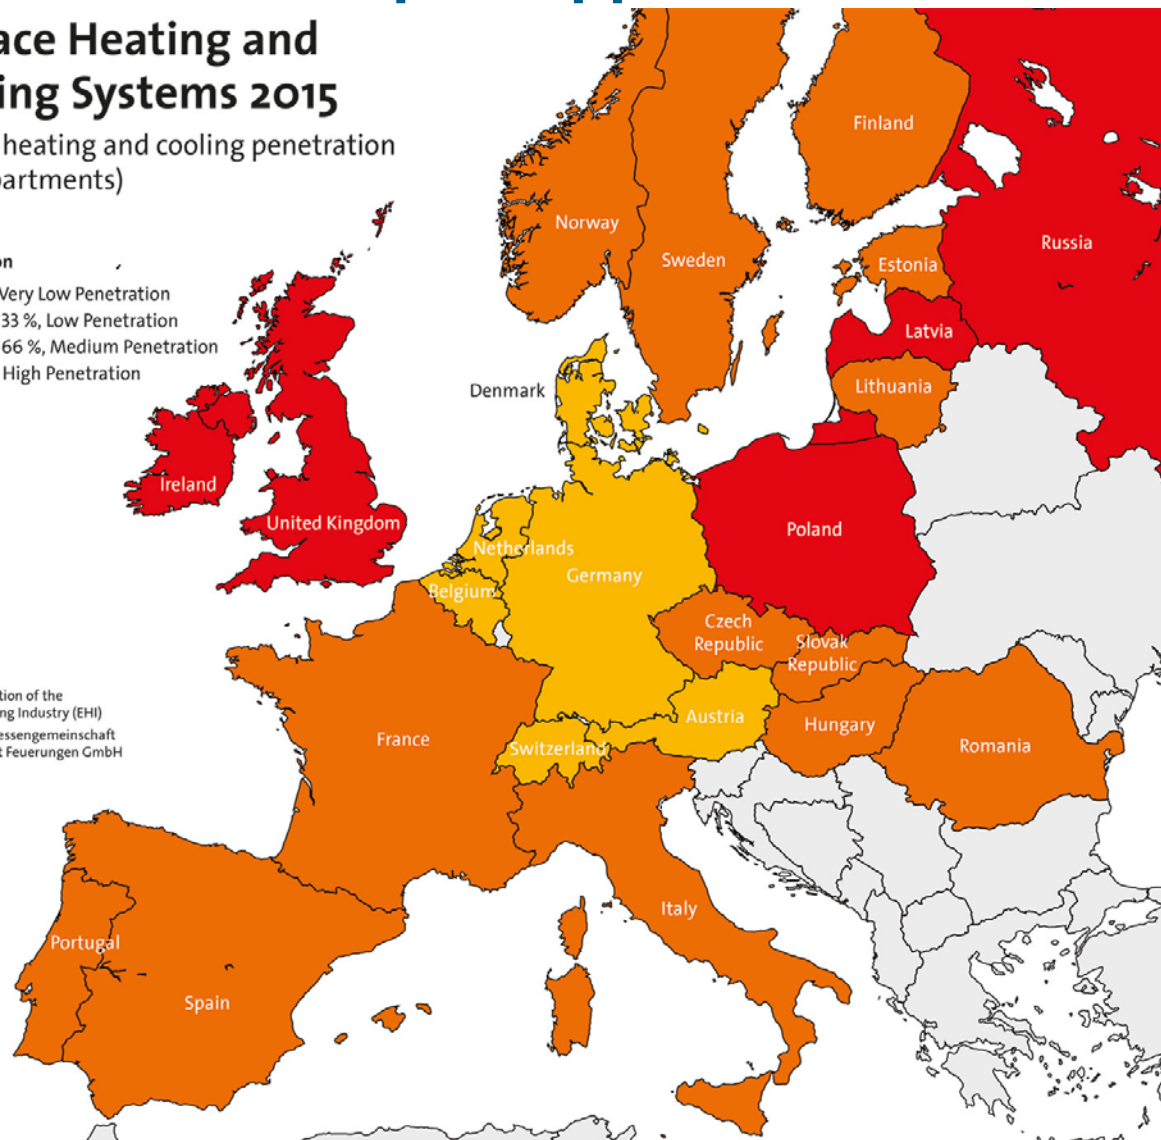 ace Heating and
ing Systems 2015
heating and cooling penetration
partments)
on
Very Low Penetration
33 %, Low Penetration
66 %, Medium Penetration
High Penetration
Finland
Norway
Sweden
Estonia
Russia
Latvia
Lithuania
Denmark
Ireland
United Kingdom
Poland
Netherlands
Germany
Belgium
Czech
Republic
Slovak
Republic
tion of the
ng Industry (EHI)
essengemeinschaft
t Feuerungen GmbH
France
Austria
Switzerland
Hungary
Romania
Italy
Portugal
Spain